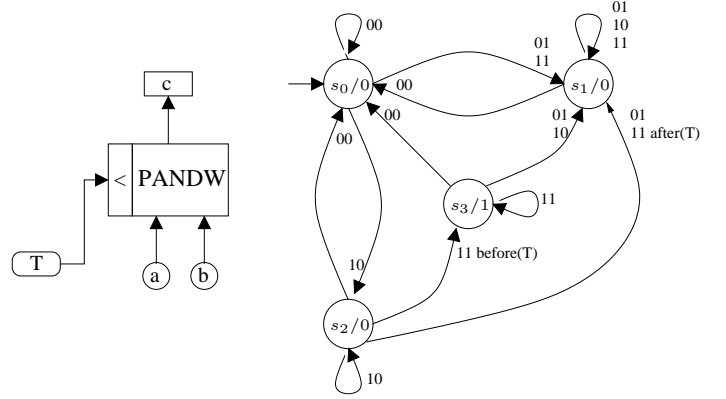 c
< PANDW
T
a
b
00
s0/0
01
11
00
01
10
11
s1/0
00
00
01
10
s3/1
11
01
11 after(T)
10
11 before(T)
s2/0
10